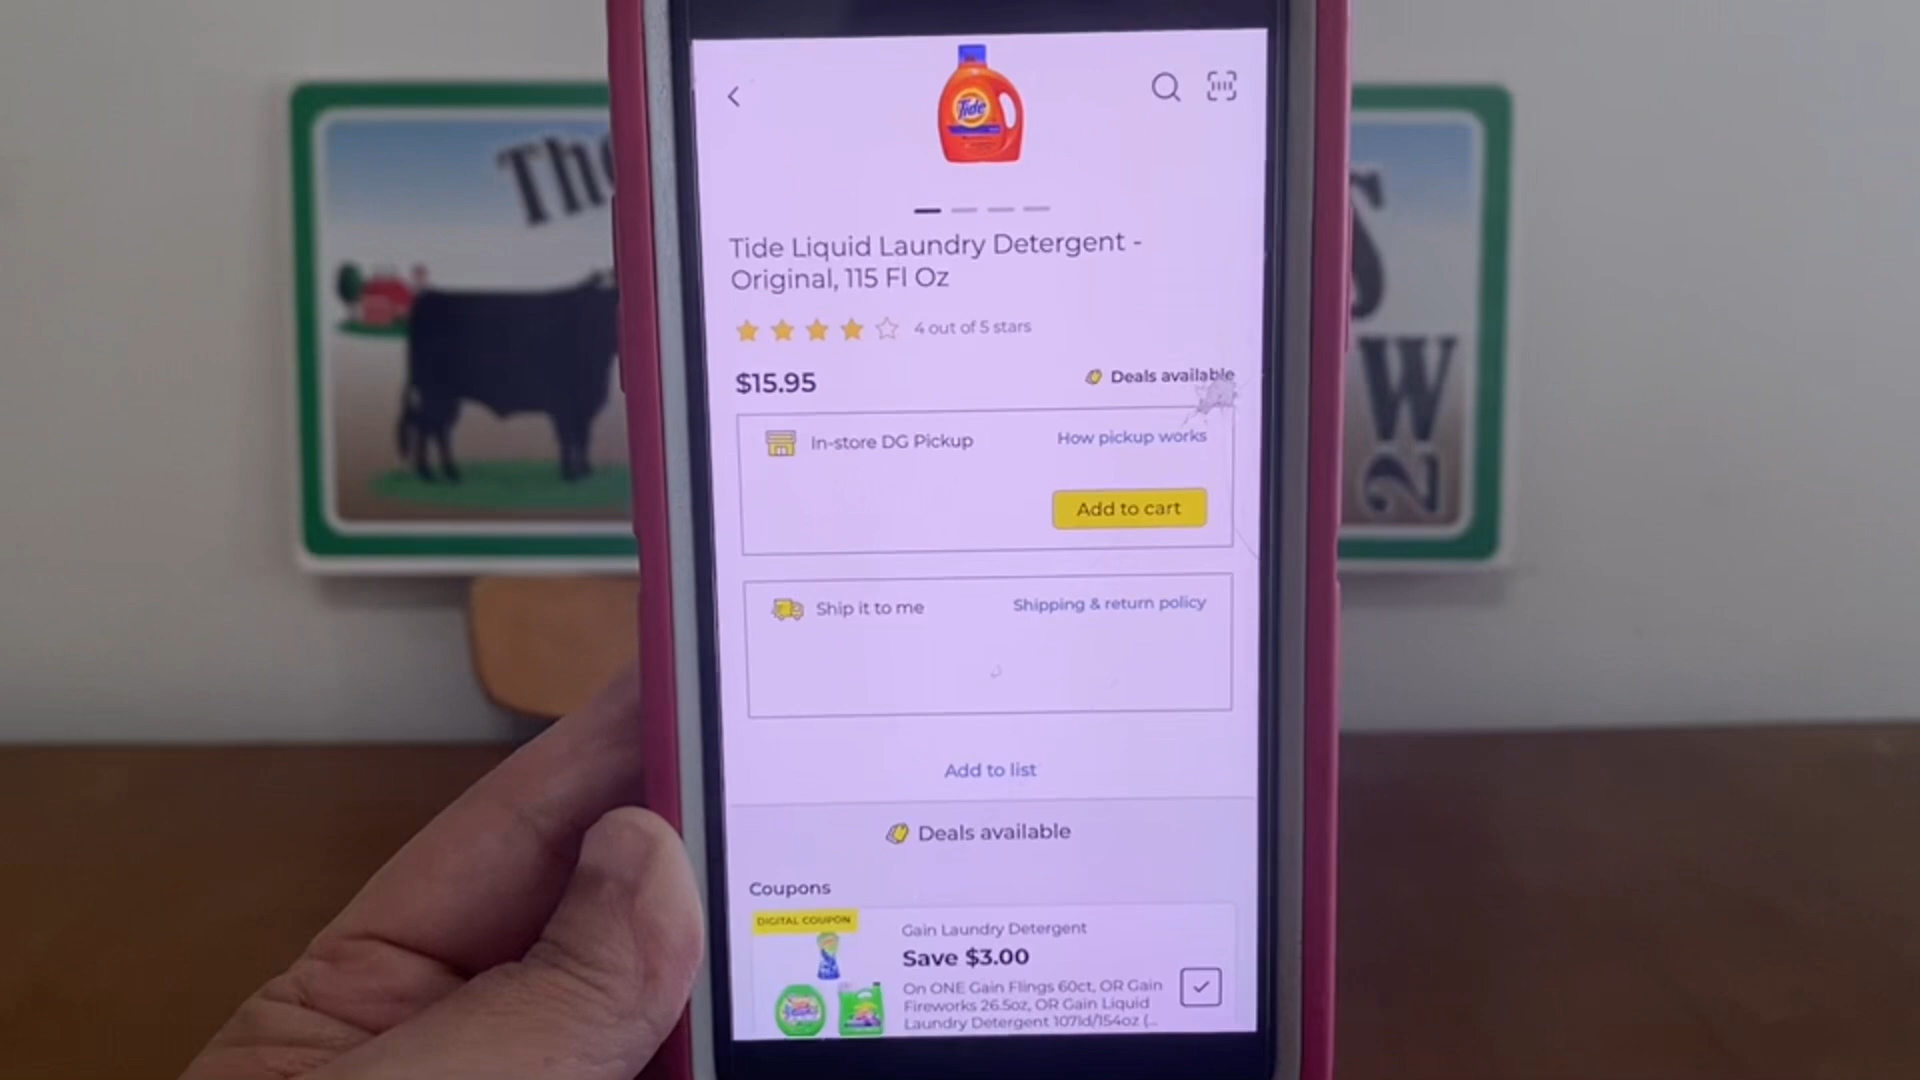 Tide
Tide Liquid Laundry Detergent -
Original, 115 Fl Oz
4 out of 5 stars
$15.95
Deals available
In-store DG Pickup
How pickup works
Add to cart
Ship it to me
Shipping & return policy
Add to list
Deals available
Coupons
DIGITAL COUPON
Gain Laundry Detergent
Save $3.00
On ONE Gain Flings 60ct, OR Gain
Fireworks 26.5oz, OR Gain Liquid
Laundry Detergent 107ld/154oz (...